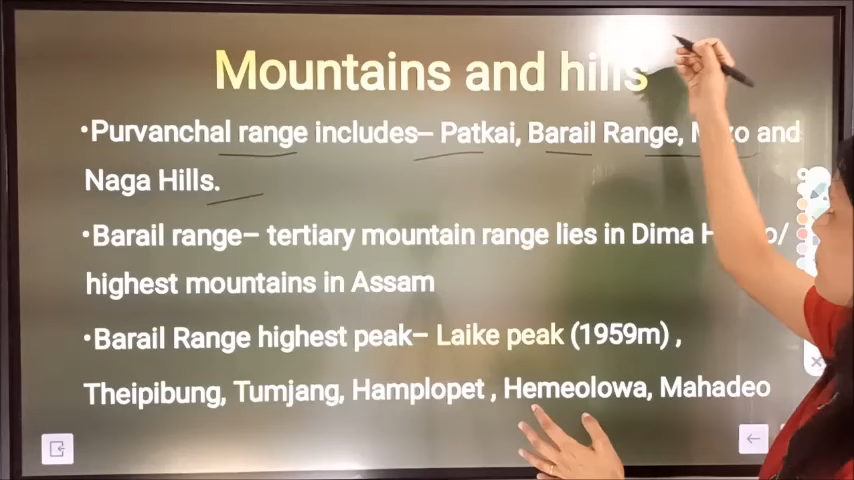 Mountains and hills
•Purvanchal range includes– Patkai, Barail Range, and
Naga Hills.
•Barail range– tertiary mountain range lies in Dima
highest mountains in Assam
•Barail Range highest peak– Laike peak (1959m) ,
Theipibung, Tumjang, Hamplopet , Hemeolowa, Mahadeo